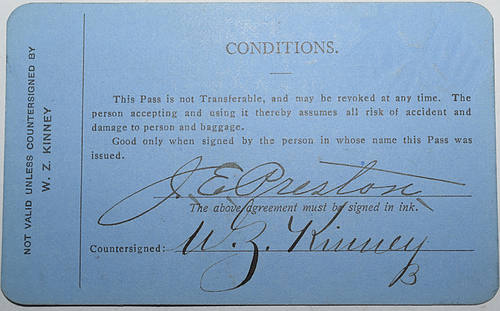 NOT VALID UNLESS COUNTERSIGNED BY
W. Z. KINNEY
CONDITIONS.
This Pass is not Transferable, and may be revoked at any time. The
person accepting and using it thereby assumes all risk of accident and
damage to person and baggage.
Good only when signed by the person in whose name this Pass was
issued.
J. E. Preston
The above agreement must be signed in ink.
Countersigned: W. Z. Kinney
B